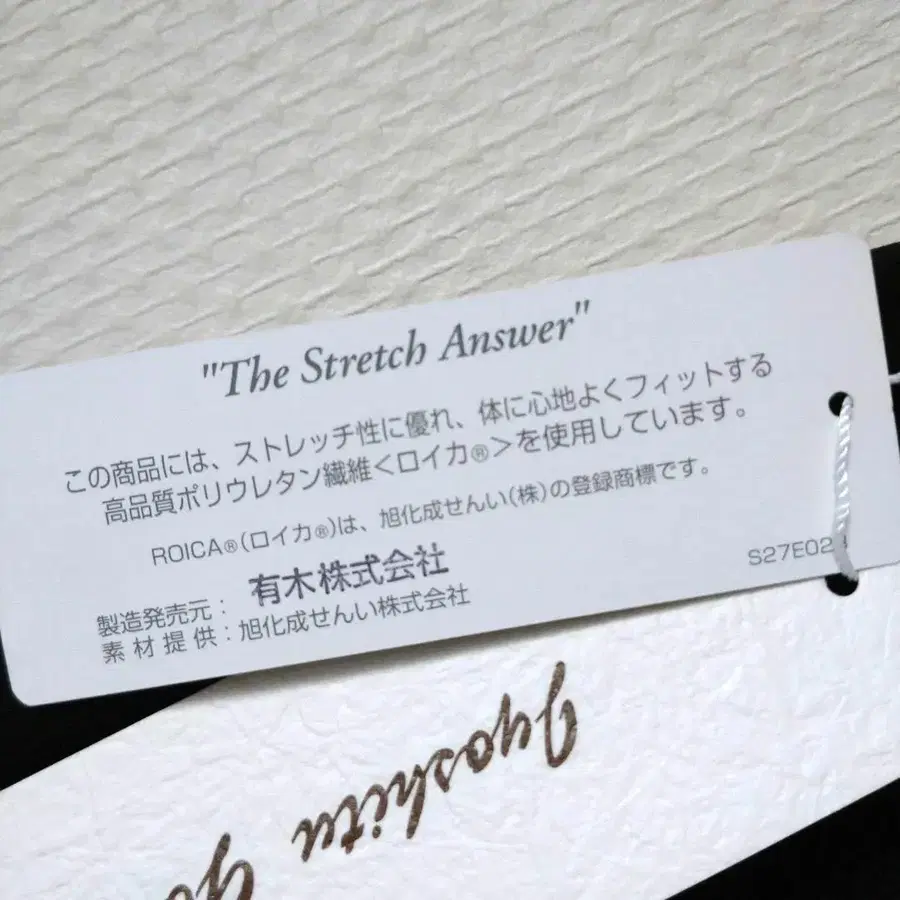 "The Stretch Answer"
この商品には、ストレッチ性に優れ、体に心地よくフィットする
高品質ポリウレタン繊維<ロイカ®>を使用しています。
ROICA®(ロイカ®)は、旭化成せんい(株)の登録商標です。
製造発売元：有木株式会社
素材提供：旭化成せんい株式会社
S27E02
Jyoshitu